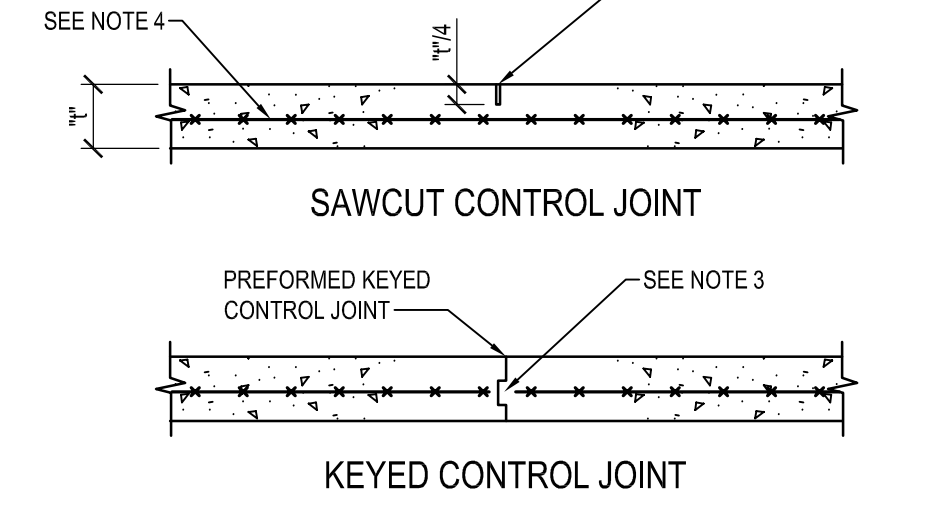 SEE NOTE 4
"t"/4
"t"
SAWCUT CONTROL JOINT
PREFORMED KEYED
CONTROL JOINT
SEE NOTE 3
KEYED CONTROL JOINT